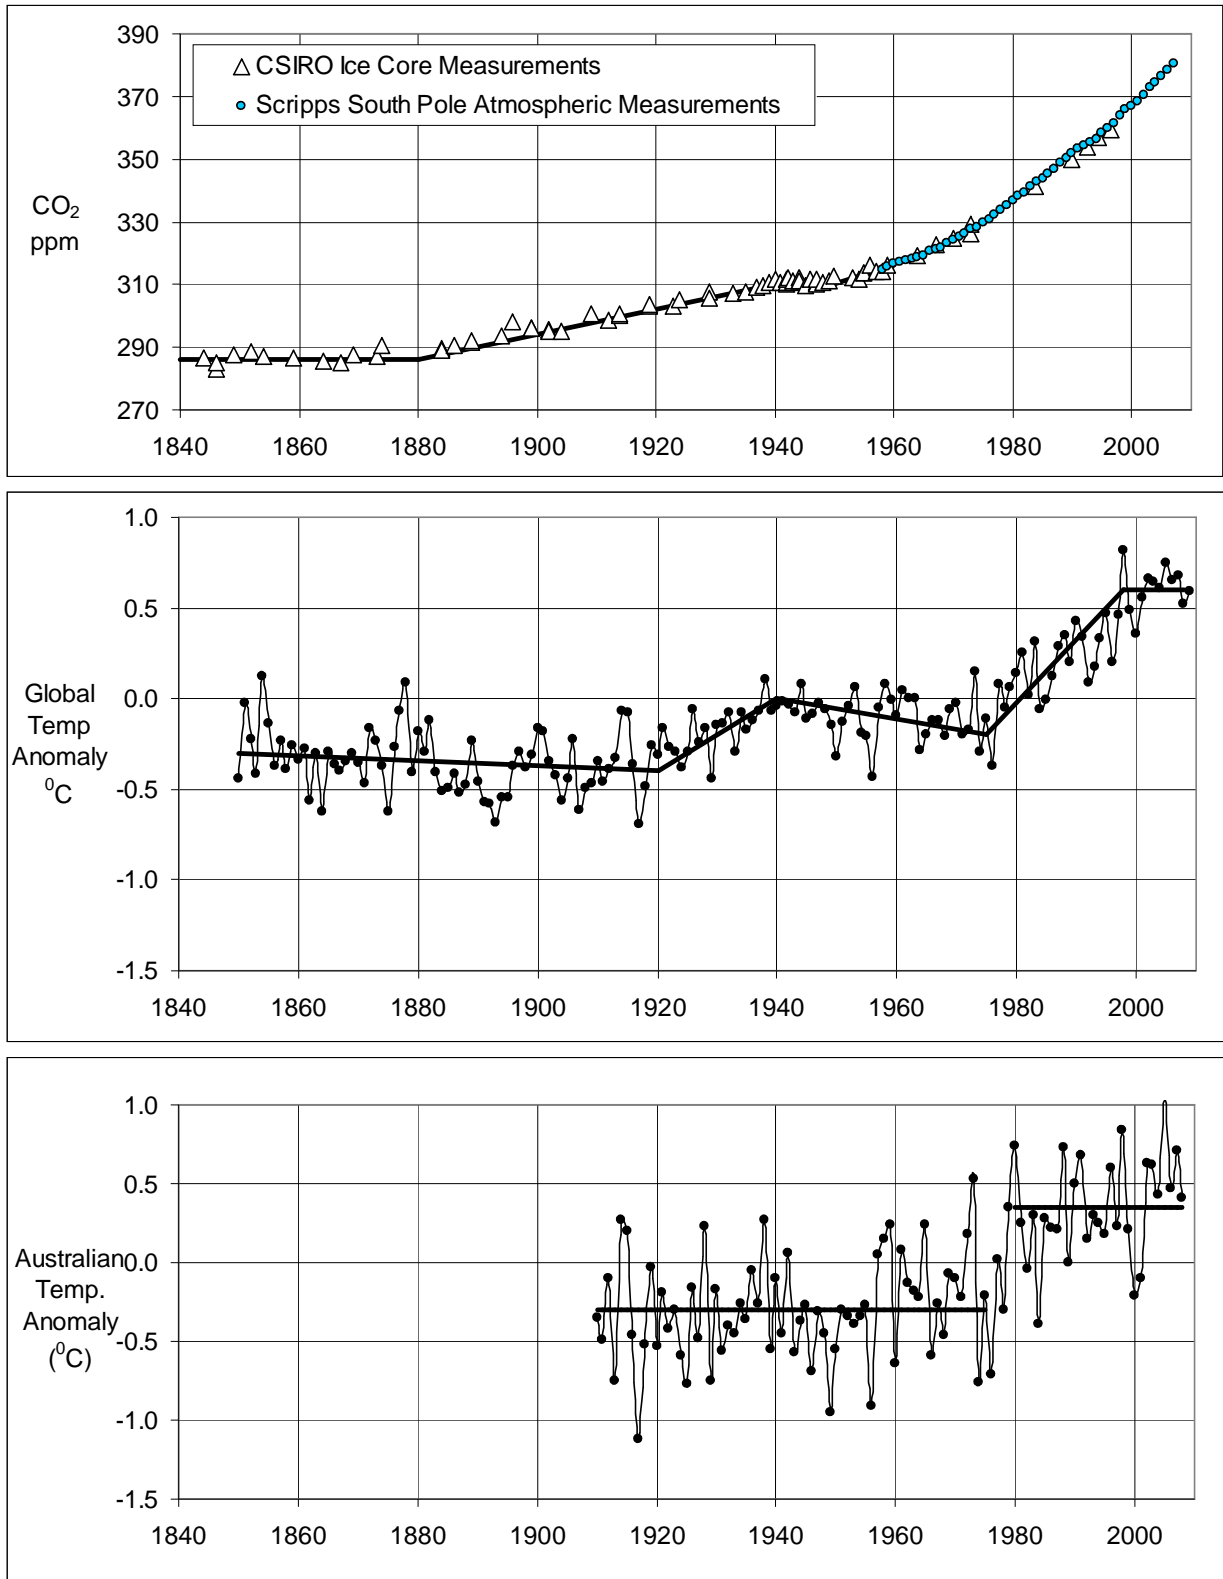 390
370
350
330
310
290
270
CO₂
ppm
CSIRO Ice Core Measurements
Scripps South Pole Atmospheric Measurements
1840 1860 1880 1900 1920 1940 1960 1980 2000
1.0
0.5
0.0
-0.5
-1.0
-1.5
Global
Temp
Anomaly
⁰C
1840 1860 1880 1900 1920 1940 1960 1980 2000
1.0
0.5
0.0
-0.5
-1.0
-1.5
Australian
Temp.
Anomaly
(⁰C)
1840 1860 1880 1900 1920 1940 1960 1980 2000